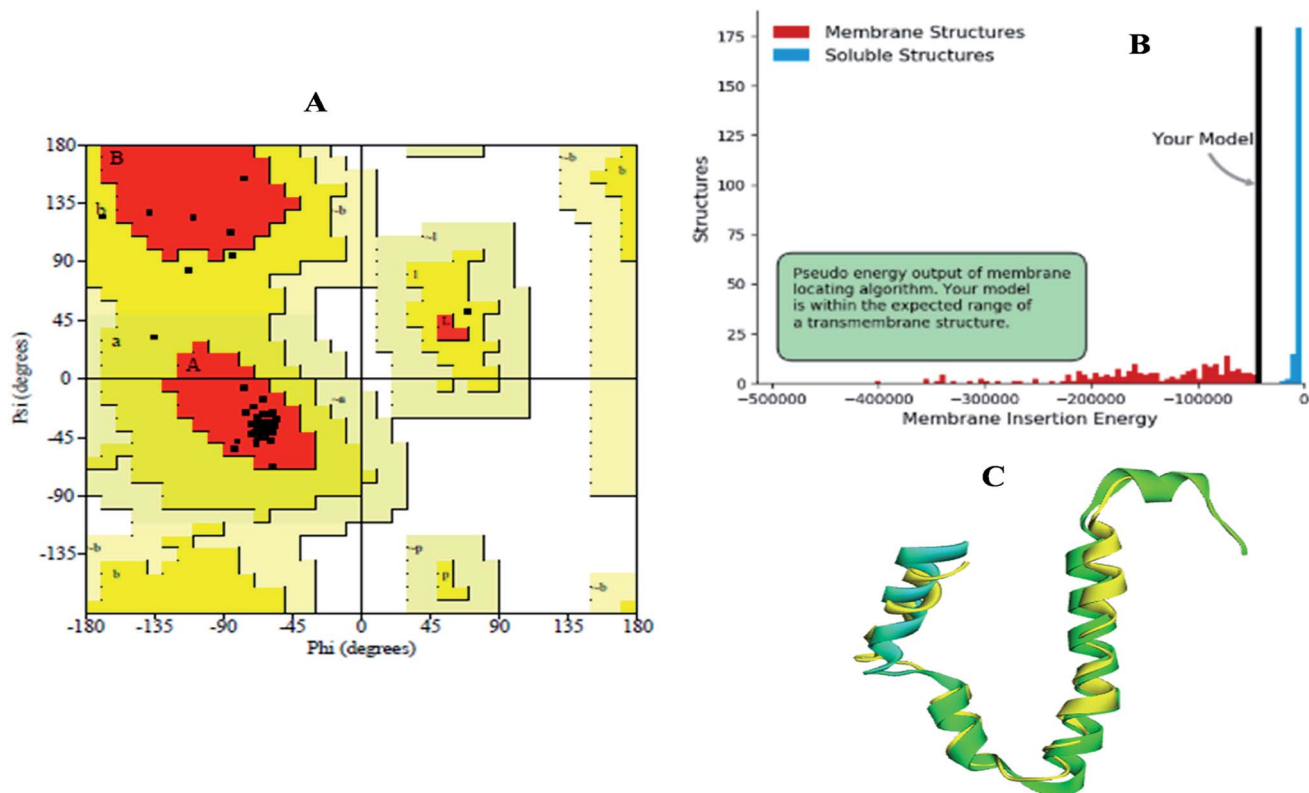 A
180
135
90
45
0
-45
-90
-135
-180
-135
-90
-45
0
45
90
135
180
Psi (degrees)
Phi (degrees)
B
b
~b
~b
b
~l
l
L
a
A
~a
~b
b
~p
p
~b
B
Membrane Structures
Soluble Structures
Your Model
Pseudo energy output of membrane
locating algorithm. Your model
is within the expected range of
a transmembrane structure.
175
150
125
100
75
50
25
0
Structures
−500000
−400000
−300000
−200000
−100000
0
Membrane Insertion Energy
C